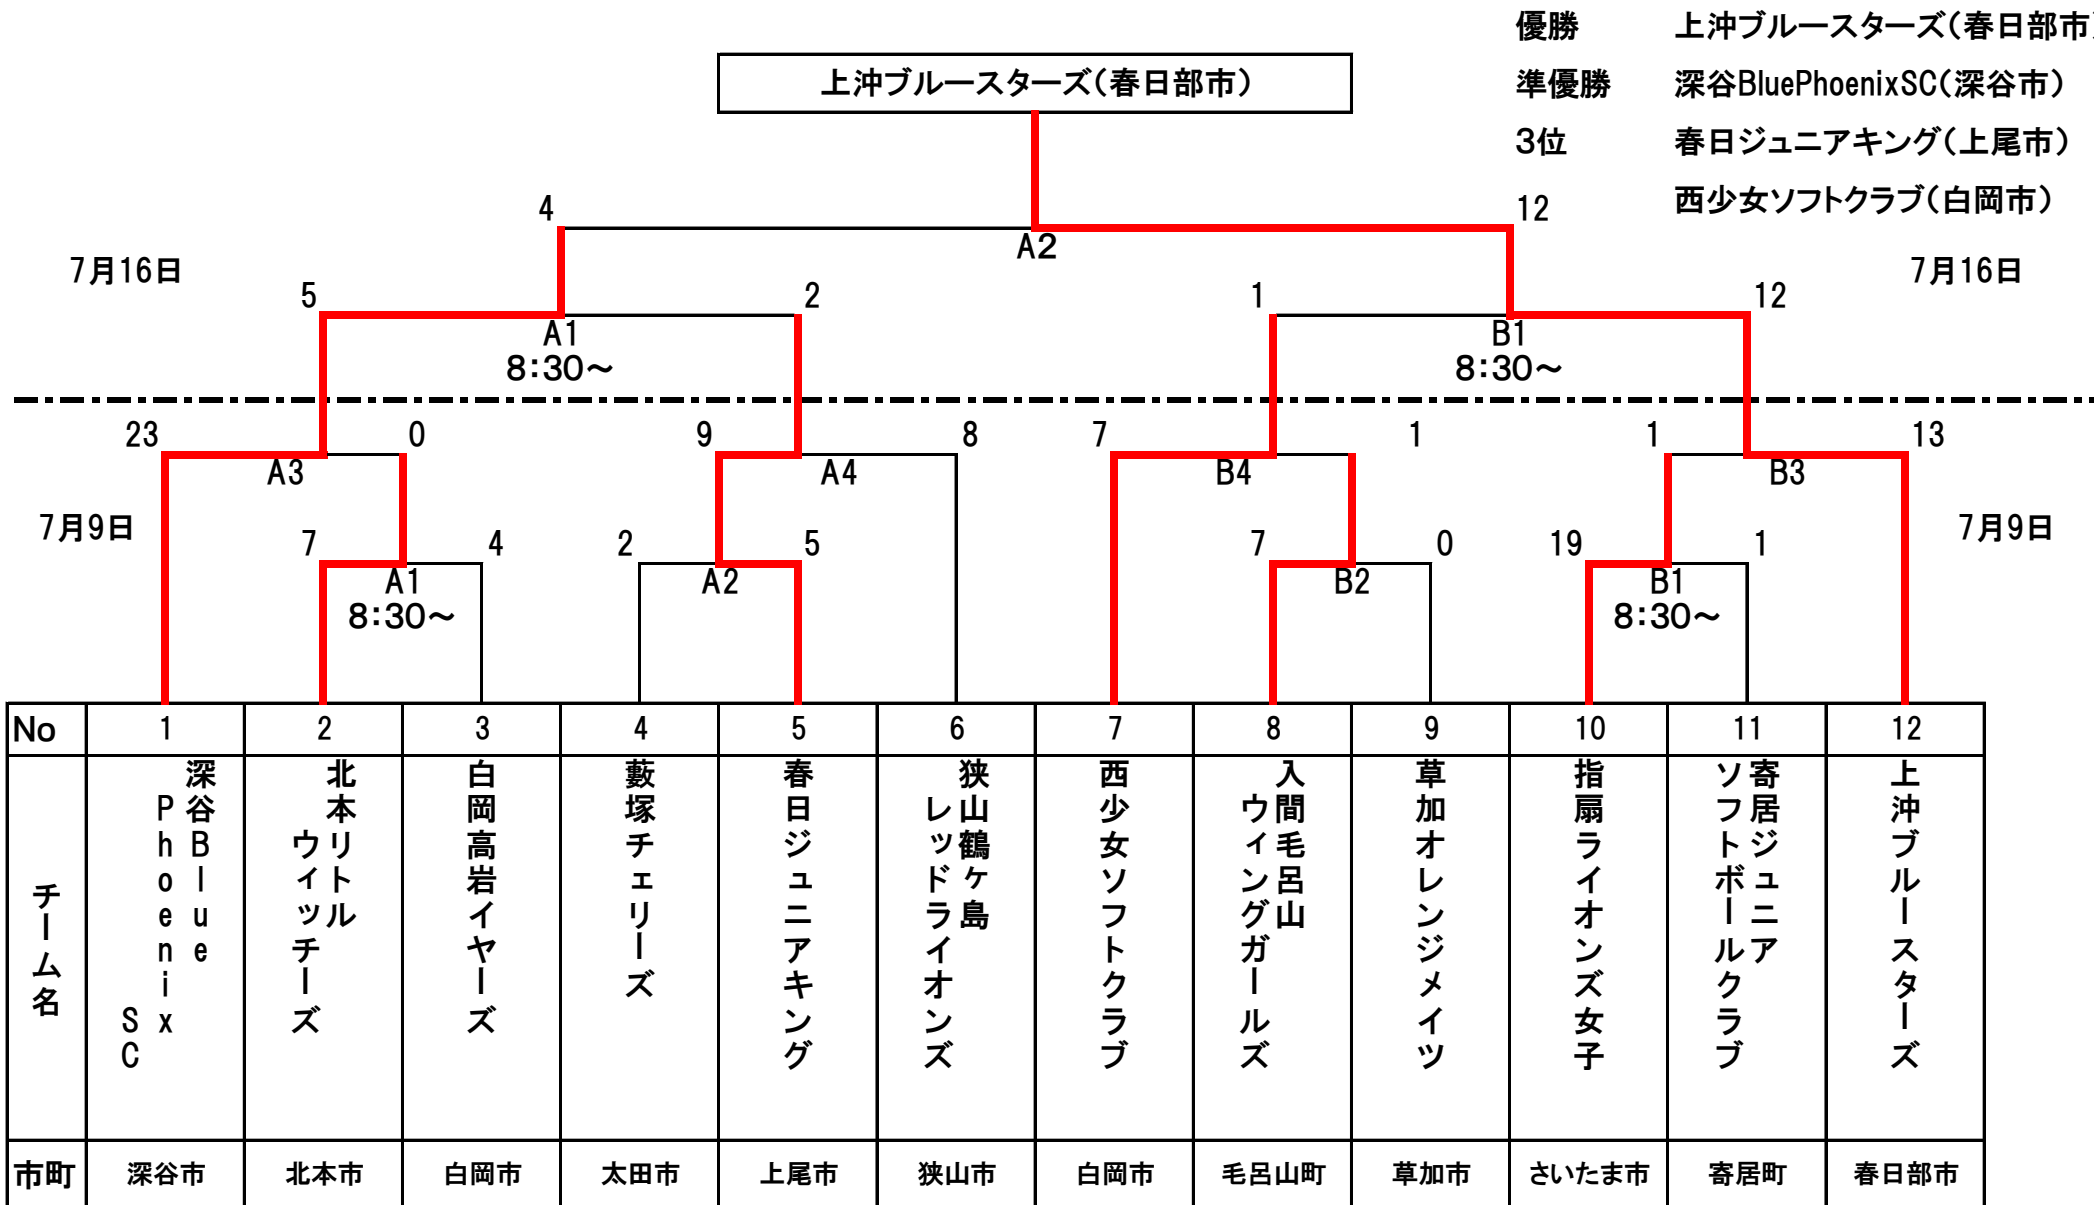 優勝 上沖ブルースターズ(春日部市)
上沖ブルースターズ(春日部市)
準優勝 深谷BluePhoenixSC(深谷市)
3位 春日ジュニアキング(上尾市)
西少女ソフトクラブ(白岡市)
4 12
A2
7月16日 7月16日
5 2 1 12
A1 B1
8:30～ 8:30～
23 0 9 8 7 1 1 13
A3 A4 B4 B3
7月9日 7月9日
7 4 2 5 7 0 19 1
A1 A2 B2 B1
8:30～ 8:30～
No 1 2 3 4 5 6 7 8 9 10 11 12
チーム名
深谷Blue
Phoenix
SC
北本リトル
ウィッチーズ
白岡高岩イヤーズ
藪塚チェリーズ
春日ジュニアキング
狭山鶴ヶ島
レッドライオンズ
西少女ソフトクラブ
入間毛呂山
ウィングガールズ
草加オレンジメイツ
指扇ライオンズ女子
寄居ジュニア
ソフトボールクラブ
上沖ブルースターズ
市町 深谷市 北本市 白岡市 太田市 上尾市 狭山市 白岡市 毛呂山町 草加市 さいたま市 寄居町 春日部市